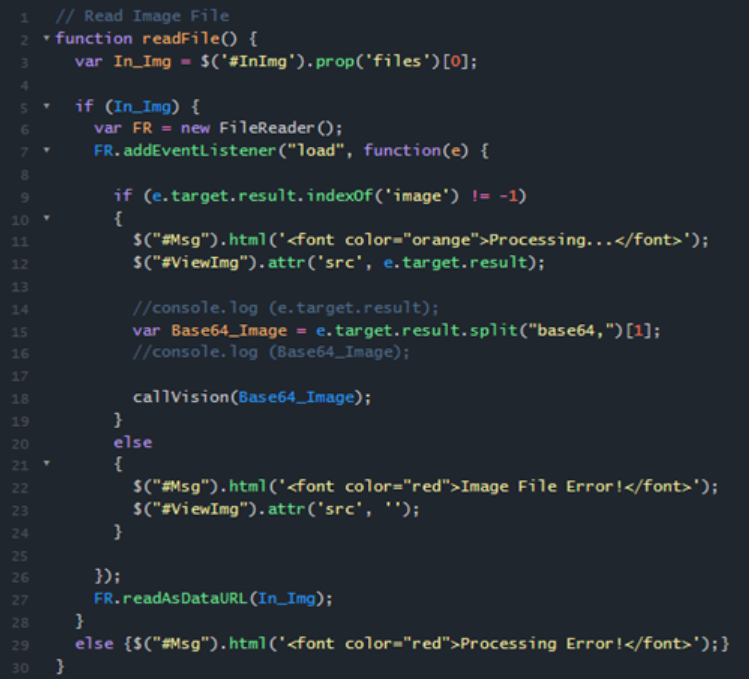 1 // Read Image File
2 function readFile() {
3 var In_Img = $('#InImg').prop('files')[0];
4
5 if (In_Img) {
6 var FR = new FileReader();
7 FR.addEventListener("load", function(e) {
8
9 if (e.target.result.indexOf('image') != -1)
10 {
11 $("#Msg").html('<font color="orange">Processing...</font>');
12 $("#ViewImg").attr('src', e.target.result);
13
14 //console.log (e.target.result);
15 var Base64_Image = e.target.result.split("base64,")[1];
16 //console.log (Base64_Image);
17
18 callVision(Base64_Image);
19 }
20 else
21 {
22 $("#Msg").html('<font color="red">Image File Error!</font>');
23 $("#ViewImg").attr('src', '');
24 }
25
26 });
27 FR.readAsDataURL(In_Img);
28 }
29 else {$("#Msg").html('<font color="red">Processing Error!</font>');}
30 }